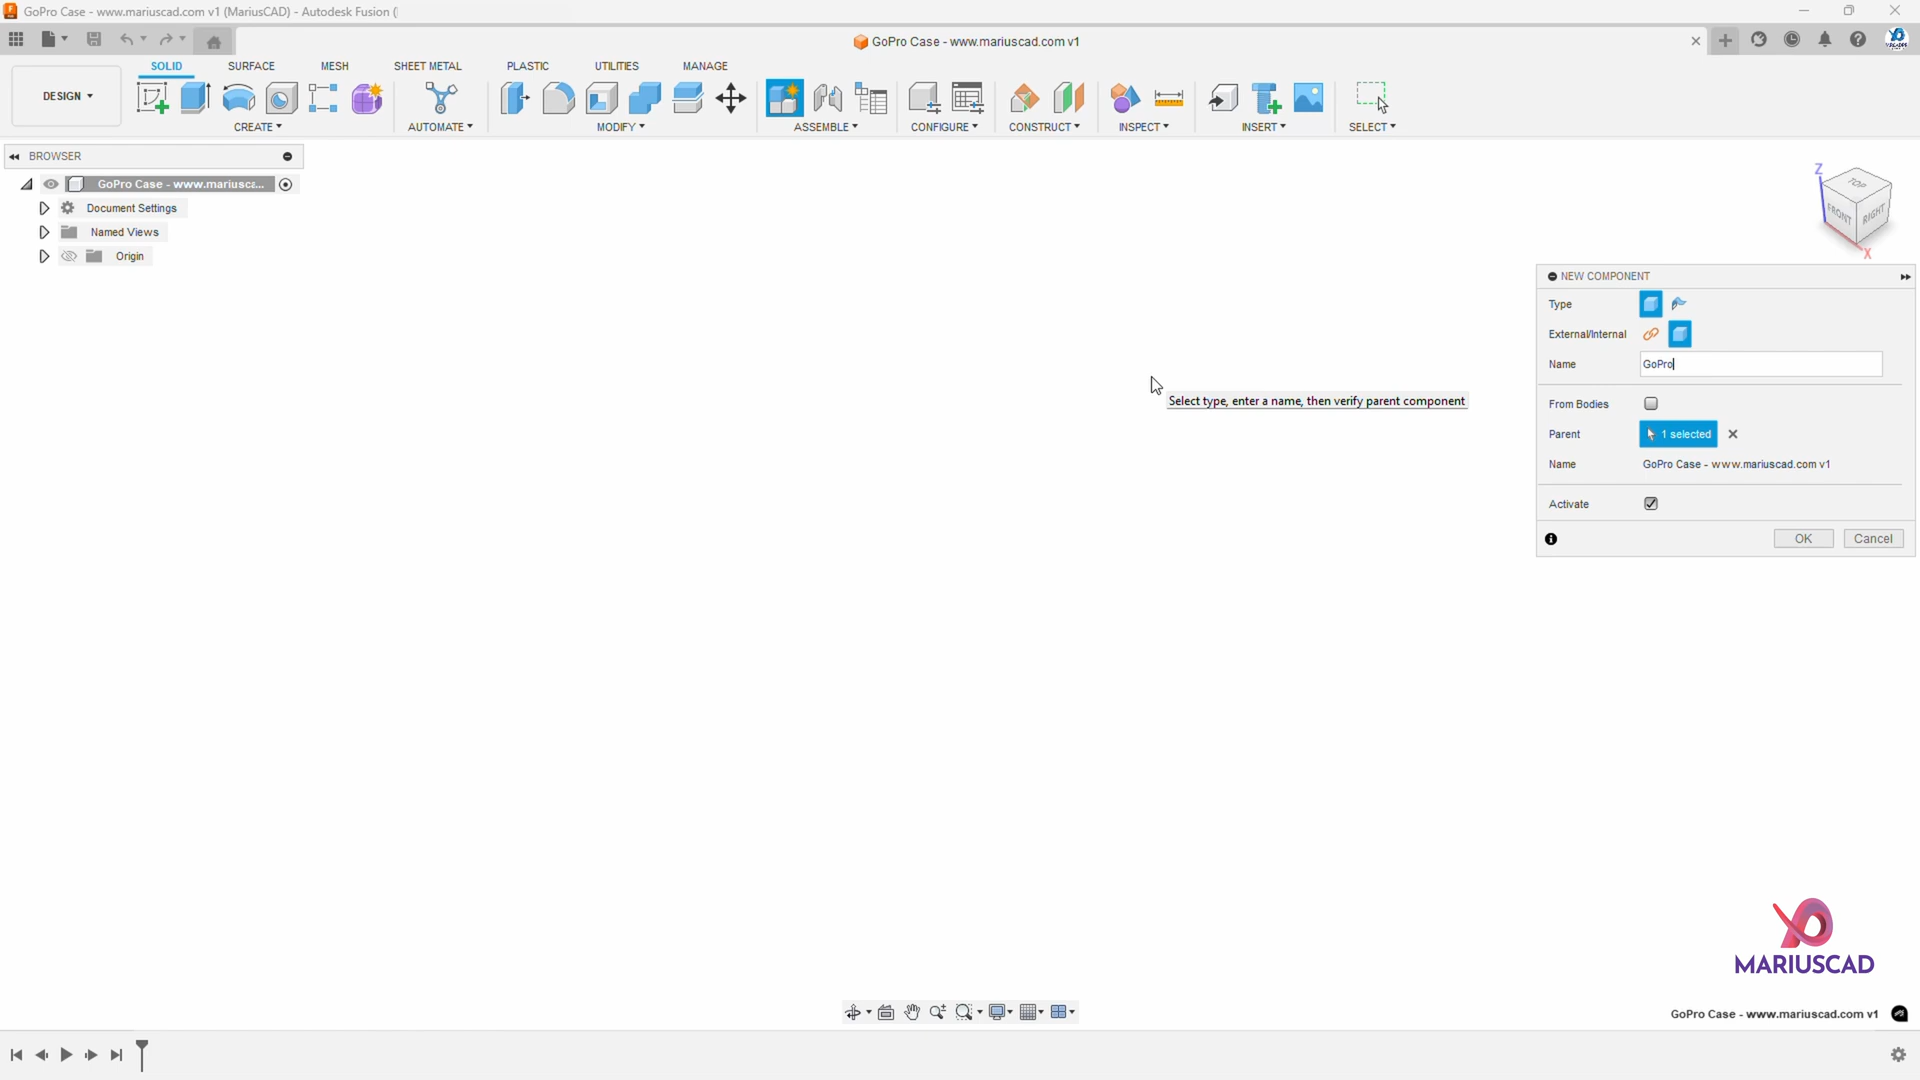 GoPro Case - www.mariuscad.com v1 (MariusCAD) - Autodesk Fusion (
GoPro Case - www.mariuscad.com v1
SOLID SURFACE MESH SHEET METAL PLASTIC UTILITIES MANAGE
DESIGN
CREATE AUTOMATE MODIFY ASSEMBLE CONFIGURE CONSTRUCT INSPECT INSERT SELECT
BROWSER
GoPro Case - www.mariusc...
Document Settings
Named Views
Origin
Z
TOP
FRONT RIGHT
X
NEW COMPONENT
Type
External/Internal
Name GoPro
Select type, enter a name, then verify parent component
From Bodies
Parent 1 selected
Name GoPro Case - www.mariuscad.com v1
Activate
OK Cancel
MARIUSCAD
GoPro Case - www.mariuscad.com v1